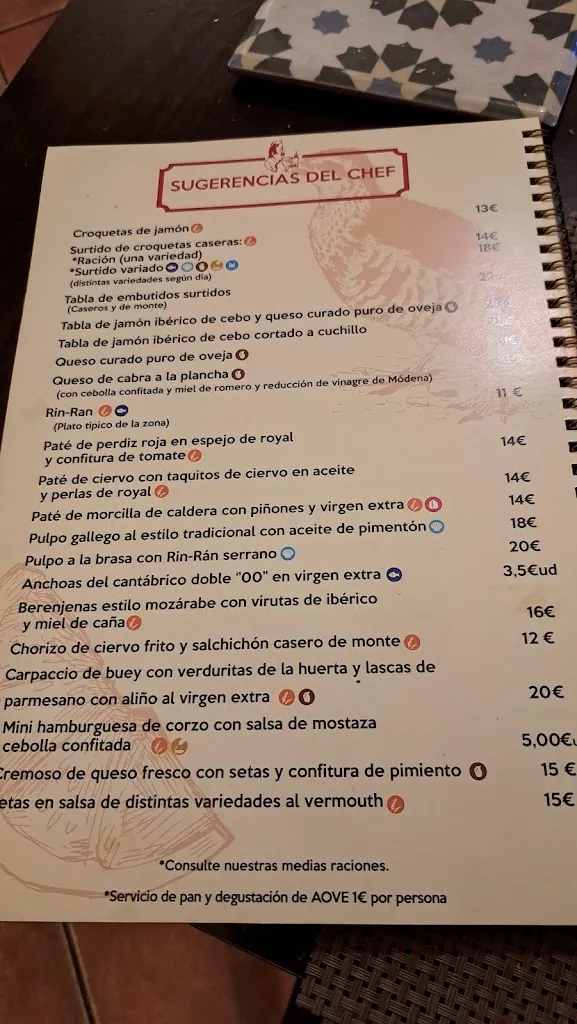 SUGERENCIAS DEL CHEF
Croquetas de jamón 13€
Surtido de croquetas caseras:
*Ración (una variedad) 14€
*Surtido variado 18€
(distintas variedades según día)
Tabla de embutidos surtidos
(Caseros y de monte)
Tabla de jamón ibérico de cebo y queso curado puro de oveja
Tabla de jamón ibérico de cebo cortado a cuchillo
Queso curado puro de oveja
Queso de cabra a la plancha
(con cebolla confitada y miel de romero y reducción de vinagre de Módena)
Rin-Ran 11 €
(Plato típico de la zona)
Paté de perdiz roja en espejo de royal
y confitura de tomate 14€
Paté de ciervo con taquitos de ciervo en aceite
y perlas de royal 14€
Paté de morcilla de caldera con piñones y virgen extra 14€
Pulpo gallego al estilo tradicional con aceite de pimentón 18€
Pulpo a la brasa con Rin-Rán serrano 20€
Anchoas del cantábrico doble "00" en virgen extra 3,5€ud
Berenjenas estilo mozárabe con virutas de ibérico
y miel de caña 16€
Chorizo de ciervo frito y salchichón casero de monte 12 €
Carpaccio de buey con verduritas de la huerta y lascas de
parmesano con aliño al virgen extra 20€
Mini hamburguesa de corzo con salsa de mostaza
cebolla confitada 5,00€
Cremoso de queso fresco con setas y confitura de pimiento 15 €
etas en salsa de distintas variedades al vermouth 15€
*Consulte nuestras medias raciones.
*Servicio de pan y degustación de AOVE 1€ por persona